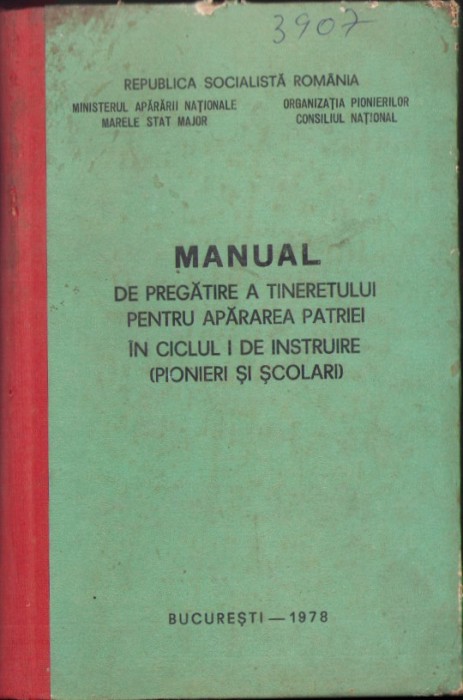 3907
REPUBLICA SOCIALISTĂ ROMÂNIA
MINISTERUL APĂRĂRII NAȚIONALE
MARELE STAT MAJOR
ORGANIZAȚIA PIONIERILOR
CONSILIUL NAȚIONAL
MANUAL
DE PREGĂTIRE A TINERETULUI
PENTRU APĂRAREA PATRIEI
ÎN CICLUL I DE INSTRUIRE
(PIONIERI ȘI ȘCOLARI)
BUCUREȘTI — 1978